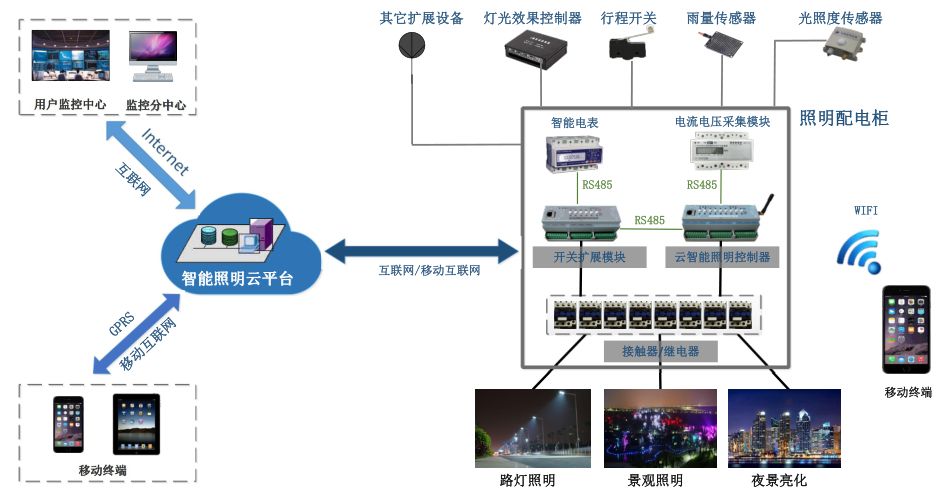 其它扩展设备
灯光效果控制器
行程开关
雨量传感器
光照度传感器
用户监控中心
监控分中心
照明配电柜
智能电表
电流电压采集模块
Internet
互联网
RS485
RS485
RS485
WIFI
智能照明云平台
互联网/移动互联网
开关扩展模块
云智能照明控制器
GPRS
移动互联网
接触器/继电器
移动终端
移动终端
路灯照明
景观照明
夜景亮化